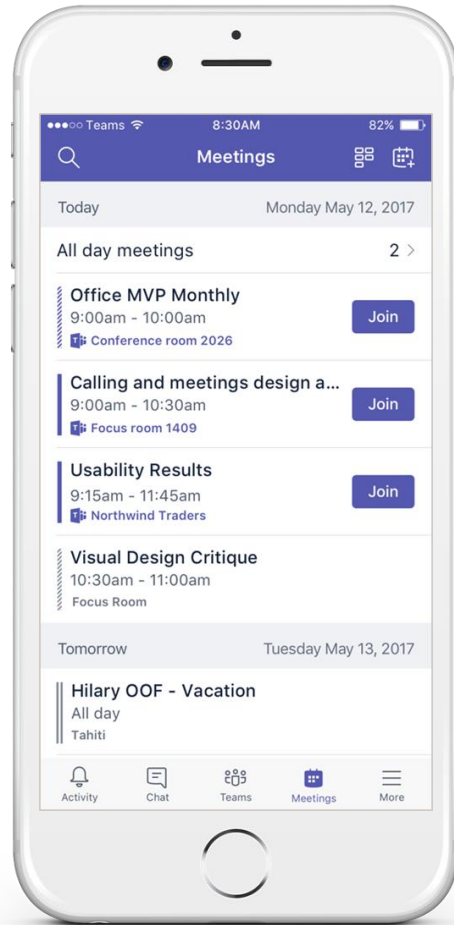 Teams 8:30AM 82%
Meetings
Today Monday May 12, 2017
All day meetings 2 >
Office MVP Monthly
9:00am - 10:00am Join
Conference room 2026
Calling and meetings design a...
9:00am - 10:30am Join
Focus room 1409
Usability Results
9:15am - 11:45am Join
Northwind Traders
Visual Design Critique
10:30am - 11:00am
Focus Room
Tomorrow Tuesday May 13, 2017
Hilary OOF - Vacation
All day
Tahiti
Activity Chat Teams Meetings More